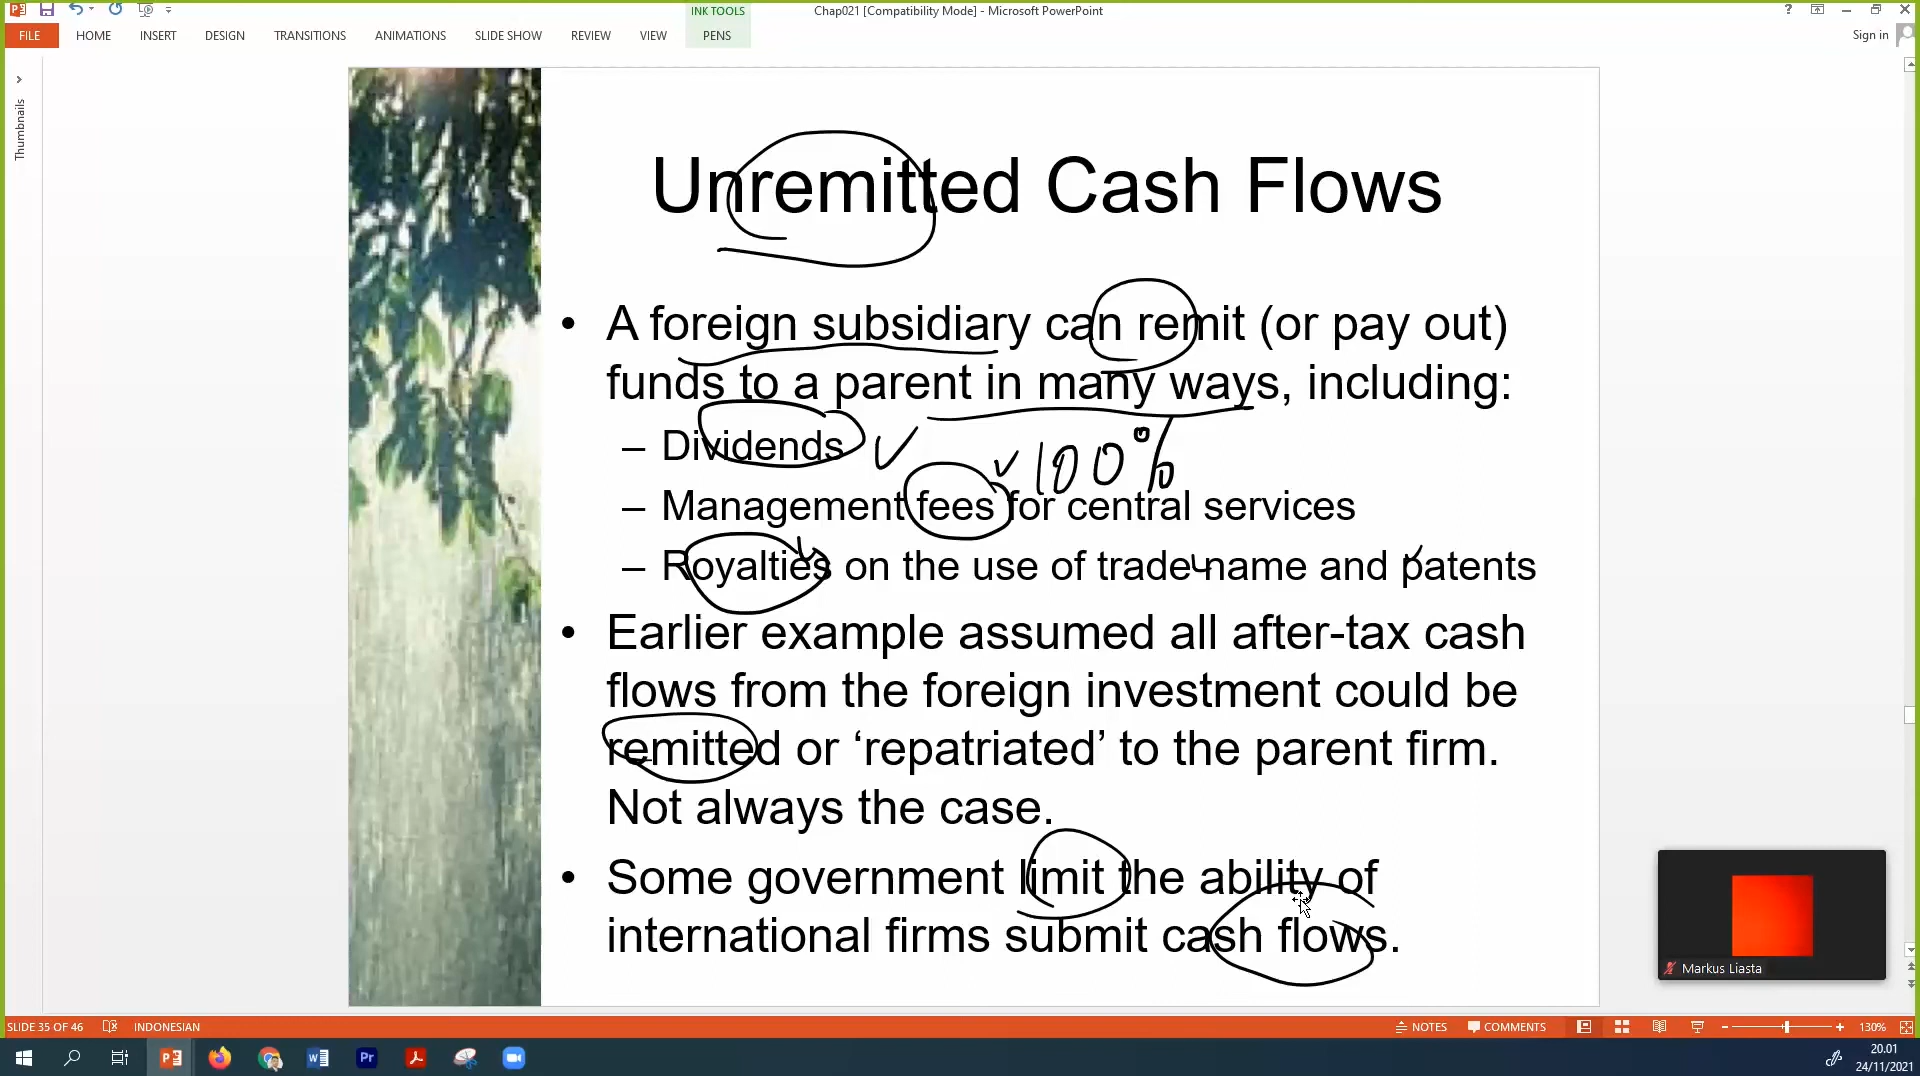 INK TOOLS
Chap021 [Compatibility Mode] - Microsoft PowerPoint
?
FILE HOME INSERT DESIGN TRANSITIONS ANIMATIONS SLIDE SHOW REVIEW VIEW PENS
Sign in
Thumbnails
Unremitted Cash Flows
• A foreign subsidiary can remit (or pay out)
funds to a parent in many ways, including:
– Dividends
100%
– Management fees for central services
– Royalties on the use of trade name and patents
• Earlier example assumed all after-tax cash
flows from the foreign investment could be
remitted or ‘repatriated’ to the parent firm.
Not always the case.
• Some government limit the ability of
international firms submit cash flows.
Markus Liasta
SLIDE 35 OF 46 INDONESIAN NOTES COMMENTS 130%
20.01
24/11/2021